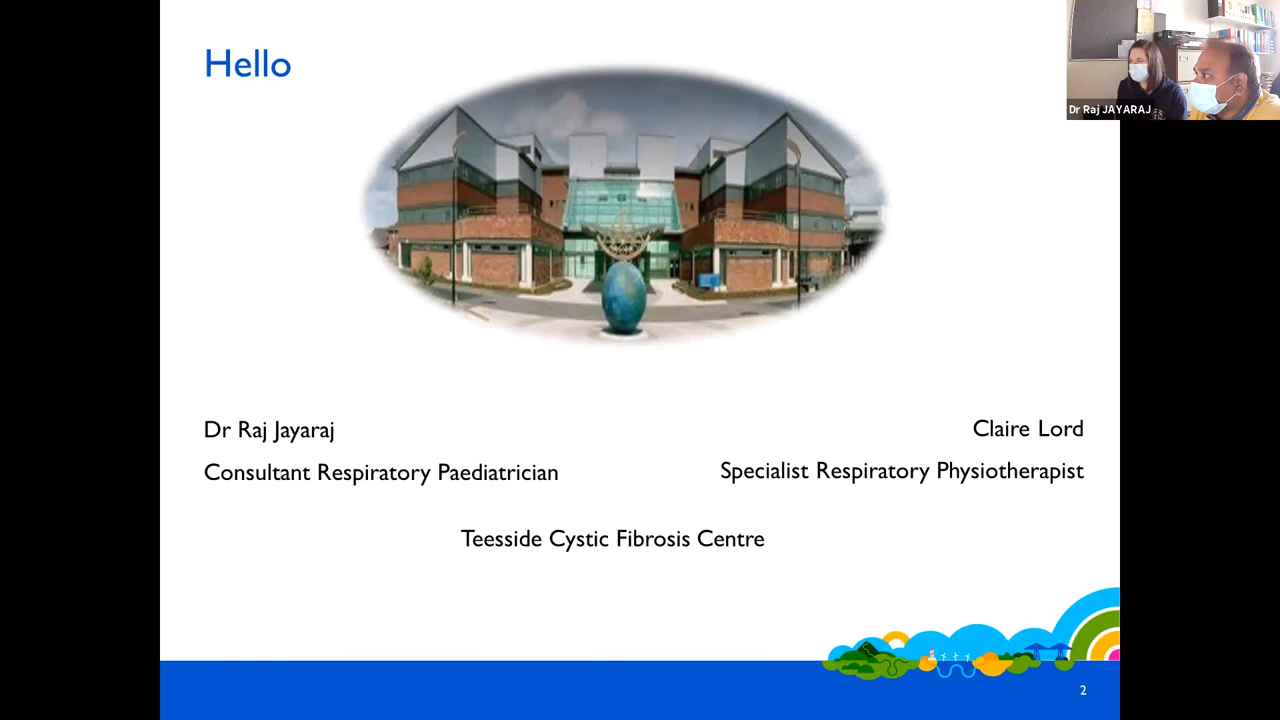 Hello
Dr Raj JAYARAJ
Dr Raj Jayaraj
Claire Lord
Consultant Respiratory Paediatrician
Specialist Respiratory Physiotherapist
Teesside Cystic Fibrosis Centre
2